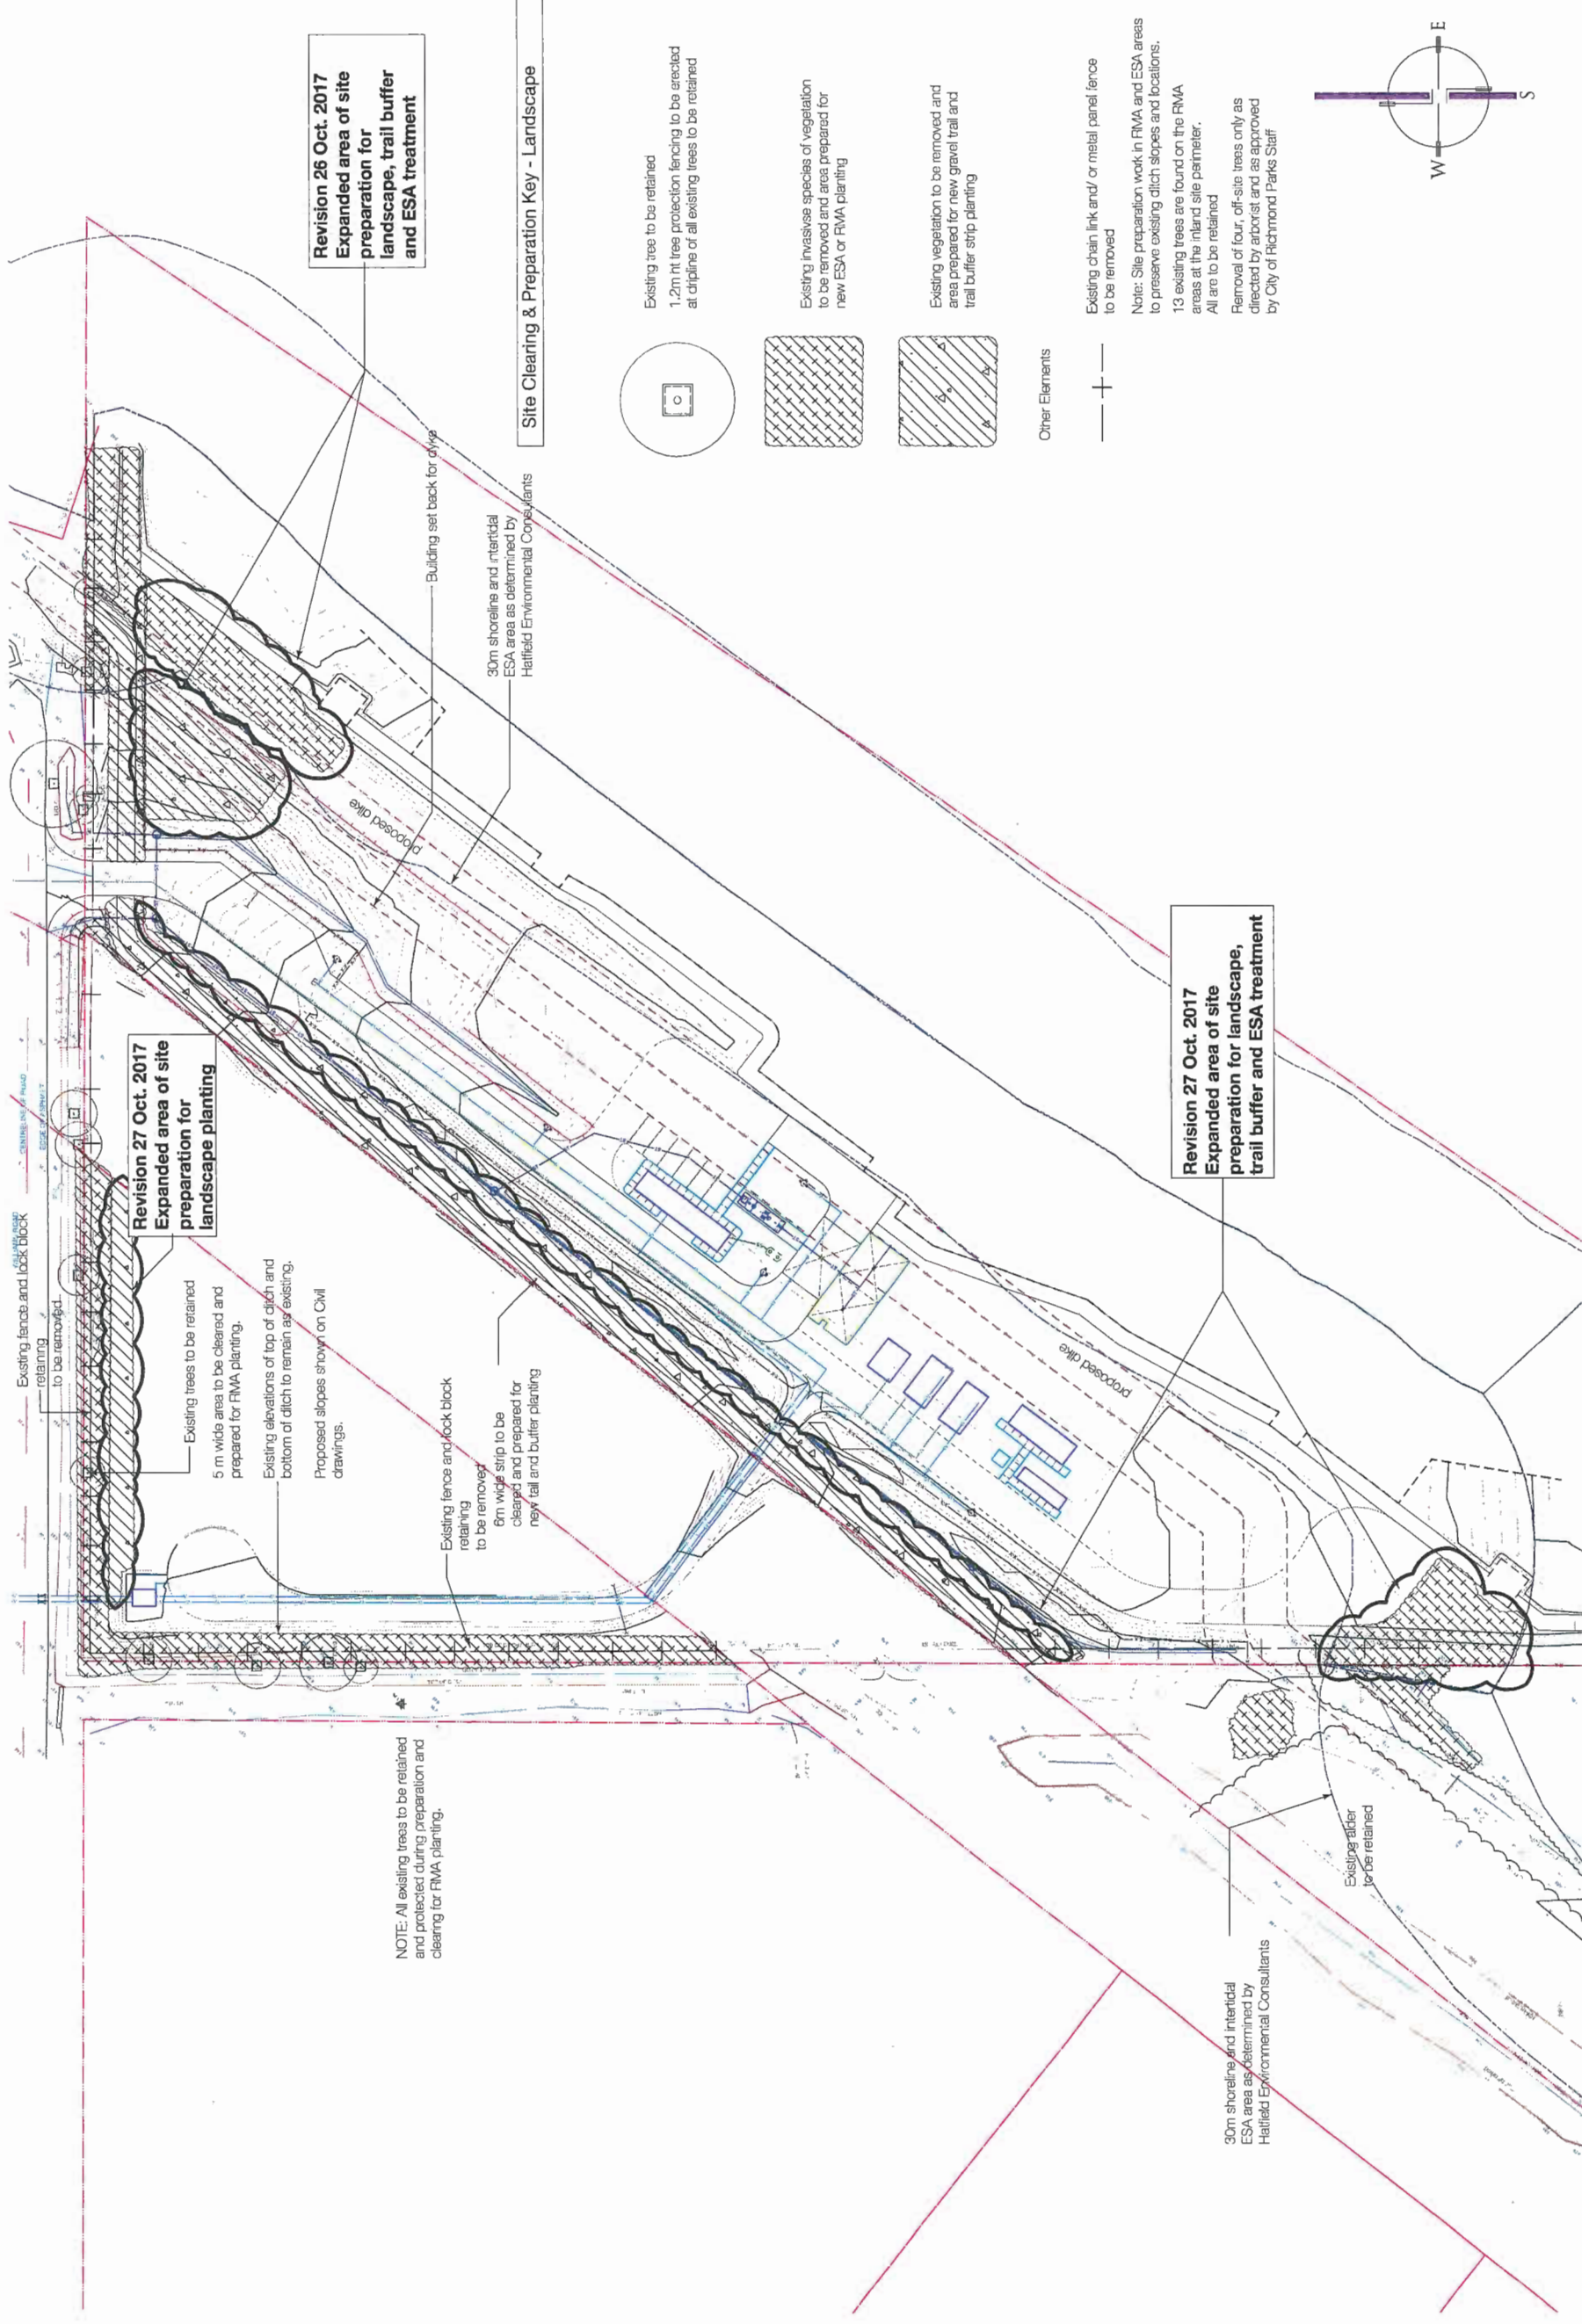 Revision 26 Oct. 2017
Expanded area of site
preparation for
landscape, trail buffer
and ESA treatment
Site Clearing & Preparation Key - Landscape
Existing tree to be retained
1.2m ht tree protection fencing to be erected
at dripline of all existing trees to be retained
Existing invasivse species of vegetation
to be removed and area prepared for
new ESA or RMA planting
Existing vegetation to be removed and
area prepared for new gravel trail and
trail buffer strip planting
Other Elements
Existing chain link and/ or metal panel fence
to be removed
Note: Site preparation work in RMA and ESA areas
to preserve existing ditch slopes and locations.
13 existing trees are found on the RMA
areas at the inland site perimeter.
All are to be retained
Removal of four, off-site trees only as
directed by arborist and as approved
by City of Richmond Parks Staff
W
E
S
Building set back for dyke
30m shoreline and intertidal
ESA area as determined by
Hatfield Environmental Consultants
proposed dike
CENTRELINE OF ROAD
EDGE OF ASPHALT
Existing fence and lock block
retaining
to be removed
Revision 27 Oct. 2017
Expanded area of site
preparation for
landscape planting
Existing trees to be retained
5 m wide area to be cleared and
prepared for RMA planting.
Existing elevations of top of ditch and
bottom of ditch to remain as existing.
Proposed slopes shown on Civil
drawings.
Existing fence and lock block
retaining
to be removed
6m wide strip to be
cleared and prepared for
new tail and buffer planting
proposed dike
Revision 27 Oct. 2017
Expanded area of site
preparation for landscape,
trail buffer and ESA treatment
NOTE: All existing trees to be retained
and protected during preparation and
clearing for RMA planting.
Existing alder
to be retained
30m shoreline and intertidal
ESA area as determined by
Hatfield Environmental Consultants